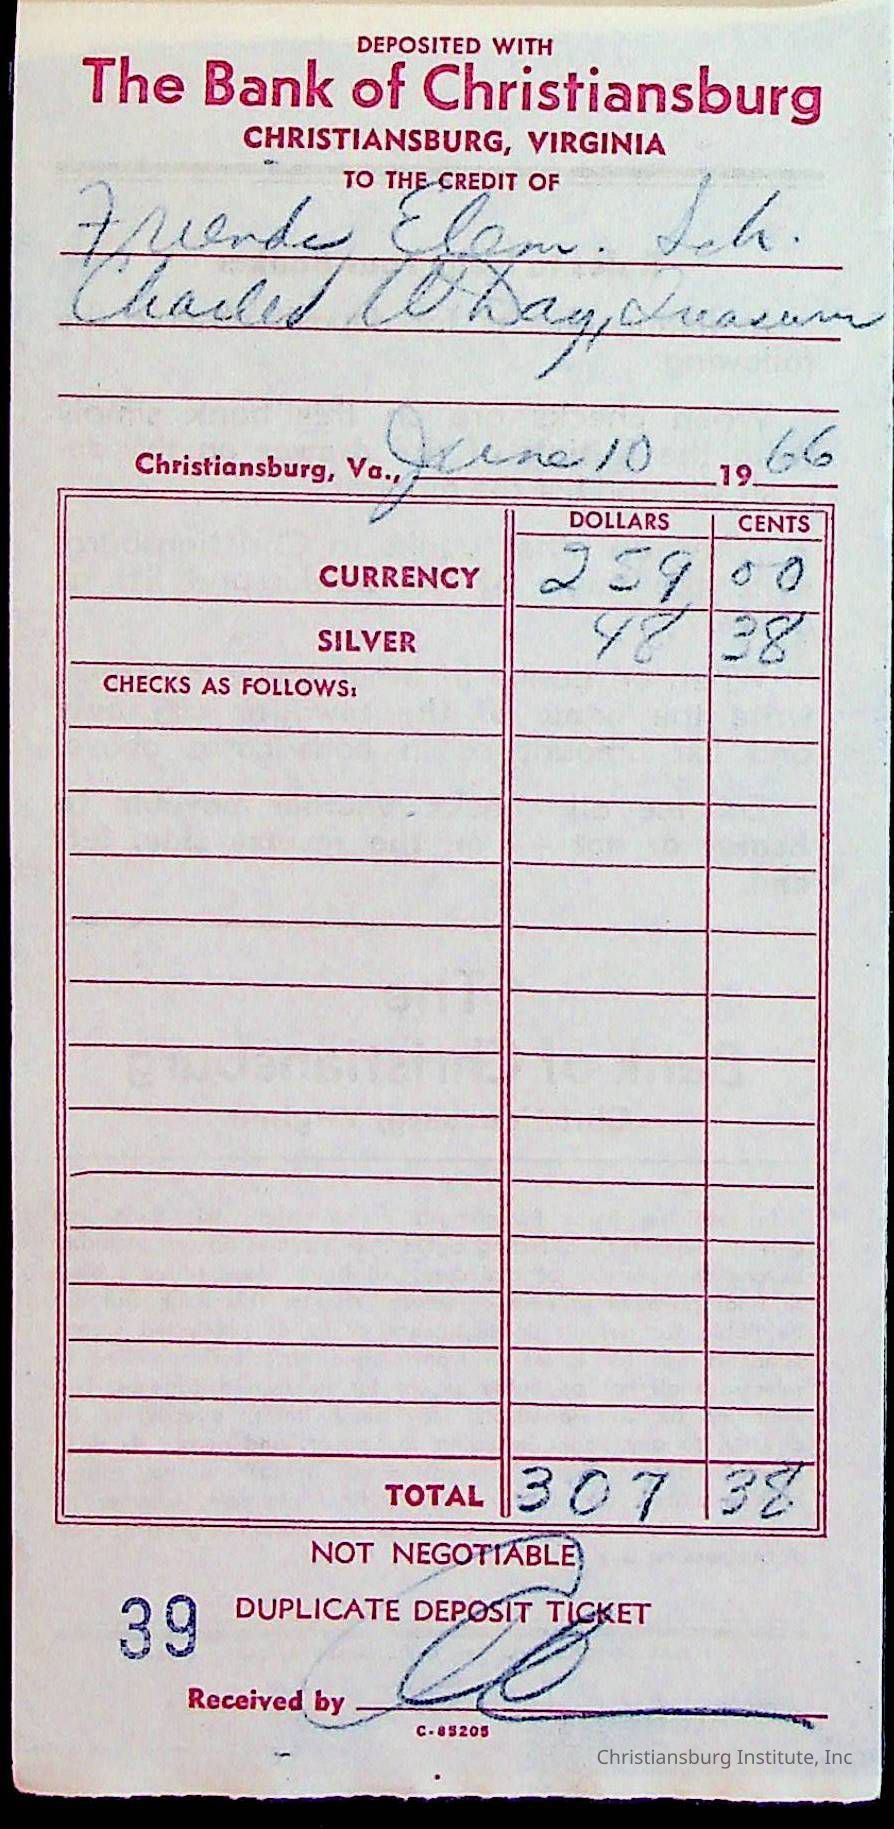 DEPOSITED WITH
The Bank of Christiansburg
CHRISTIANSBURG, VIRGINIA
TO THE CREDIT OF
Friends Elem. Sch.
Charles W Day, Treasurer
Christiansburg, Va., June 10 1966
DOLLARS CENTS
CURRENCY 259 00
SILVER 48 38
CHECKS AS FOLLOWS:
TOTAL 307 38
NOT NEGOTIABLE
39 DUPLICATE DEPOSIT TICKET
Received by
C-85205
Christiansburg Institute, Inc